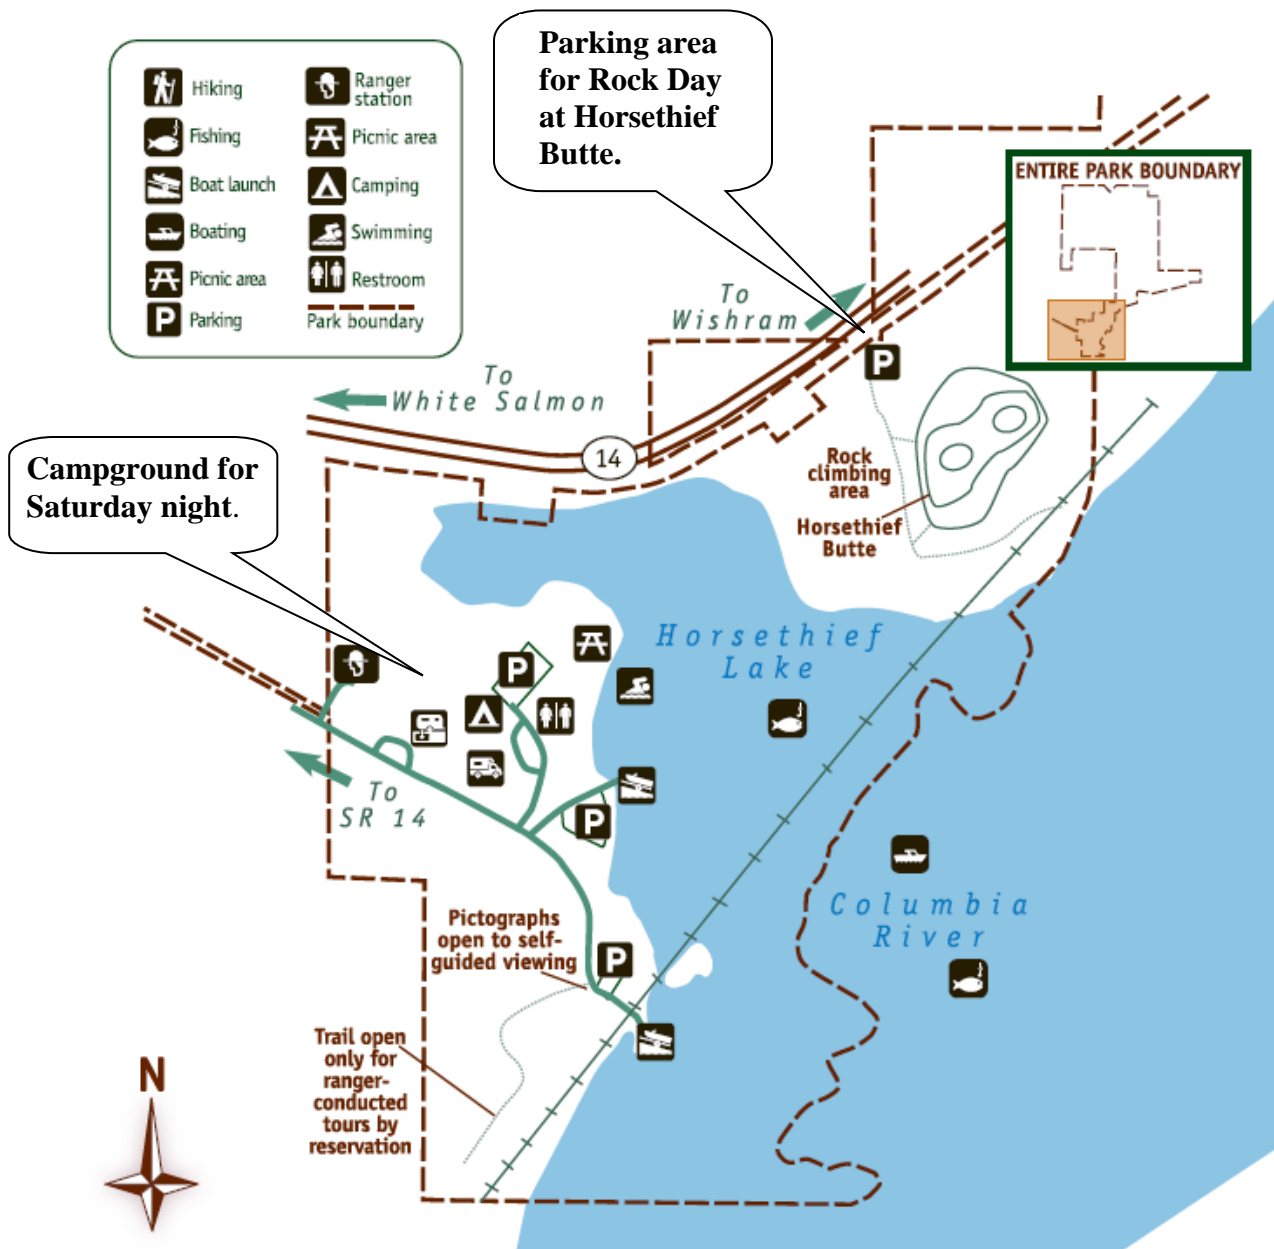 Parking area
for Rock Day
at Horsethief
Butte.
Hiking
Fishing
Boat launch
Boating
Picnic area
P
Parking
Ranger
station
Picnic area
Camping
Swimming
Restroom
Park boundary
ENTIRE PARK BOUNDARY
To
Wishram
P
To
White Salmon
14
Rock
climbing
area
Horsethief
Butte
Campground for
Saturday night.
Horsethief
Lake
P
To
SR 14
P
Columbia
River
Pictographs
open to self-
guided viewing
P
Trail open
only for
ranger-
conducted
tours by
reservation
N